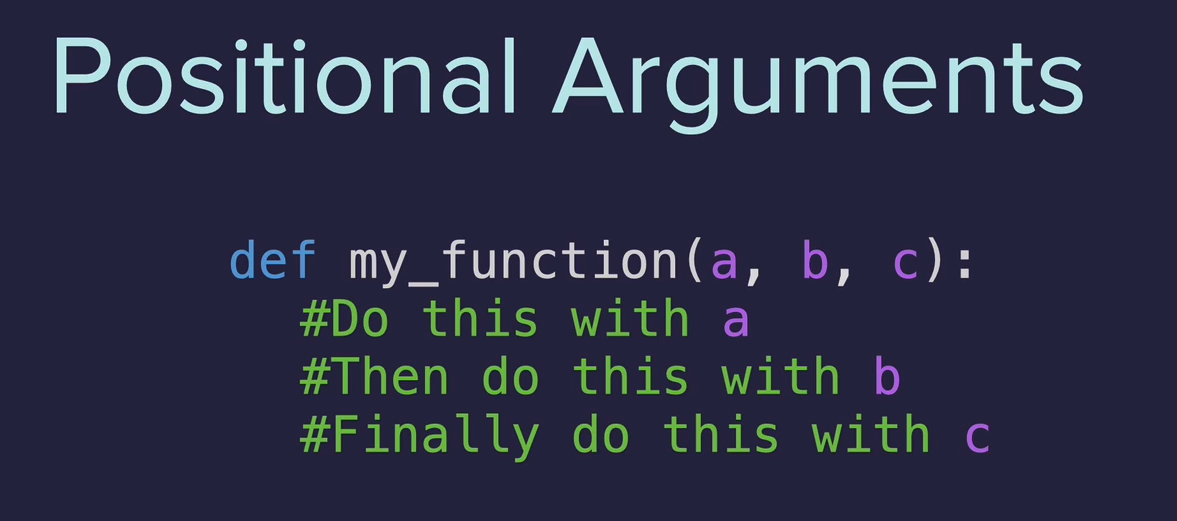 Positional Arguments
def my_function(a, b, c):
#Do this with a
#Then do this with b
#Finally do this with c